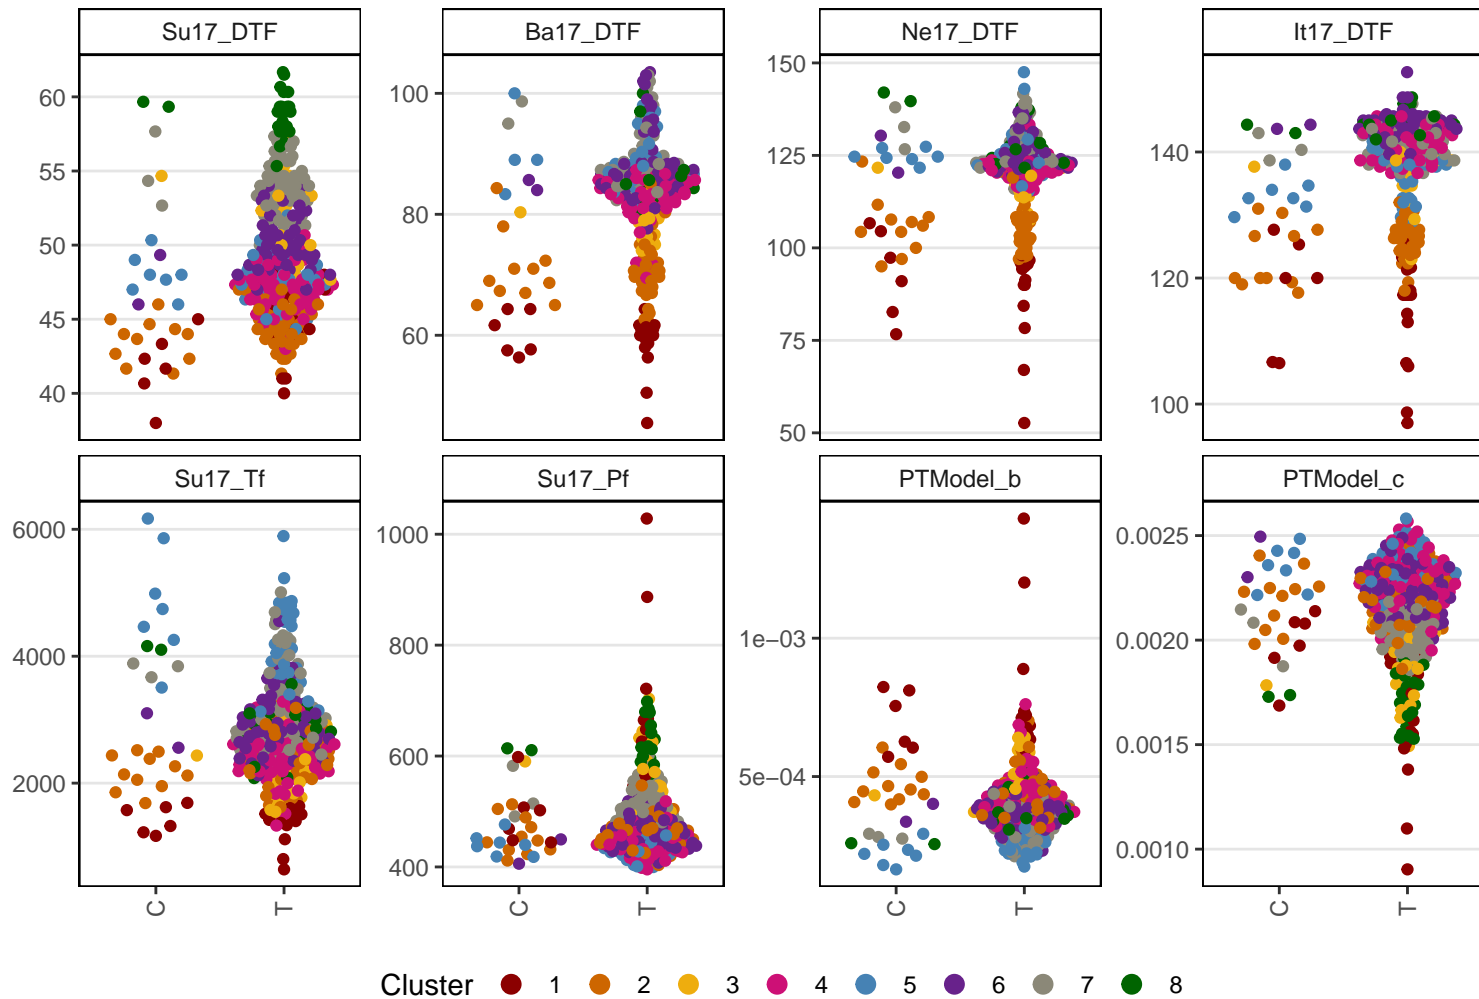 Su17_DTF Ba17_DTF Ne17_DTF It17_DTF
60 100 150 140
55 80 125 120
50 60 100 100
45 75
40 50
Su17_Tf Su17_Pf PTModel_b PTModel_c
6000 1000 1e−03 0.0025
4000 800 5e−04 0.0020
2000 600 0.0015
400 0.0010
C T C T C T C T
Cluster 1 2 3 4 5 6 7 8